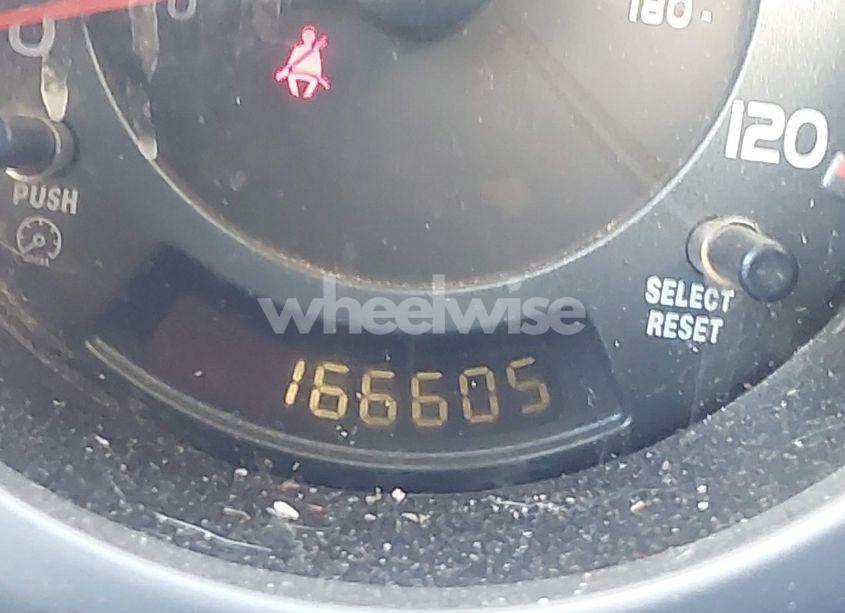 180
120
PUSH
SELECT
RESET
wheelwise
166605